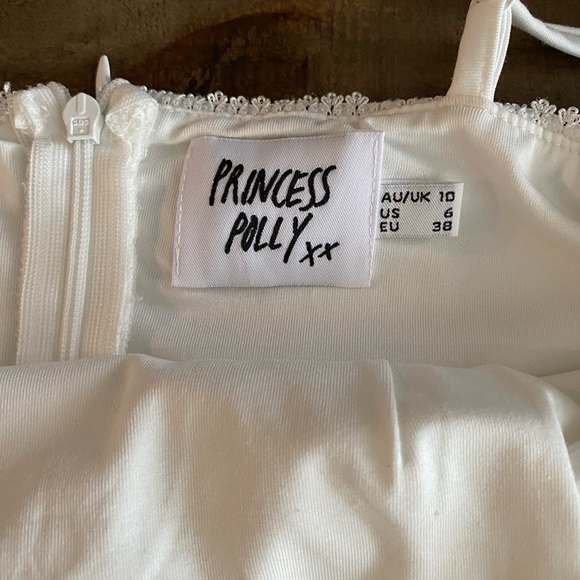 PRINCESS
POLLY xx
AU/UK 10
US 6
EU 38